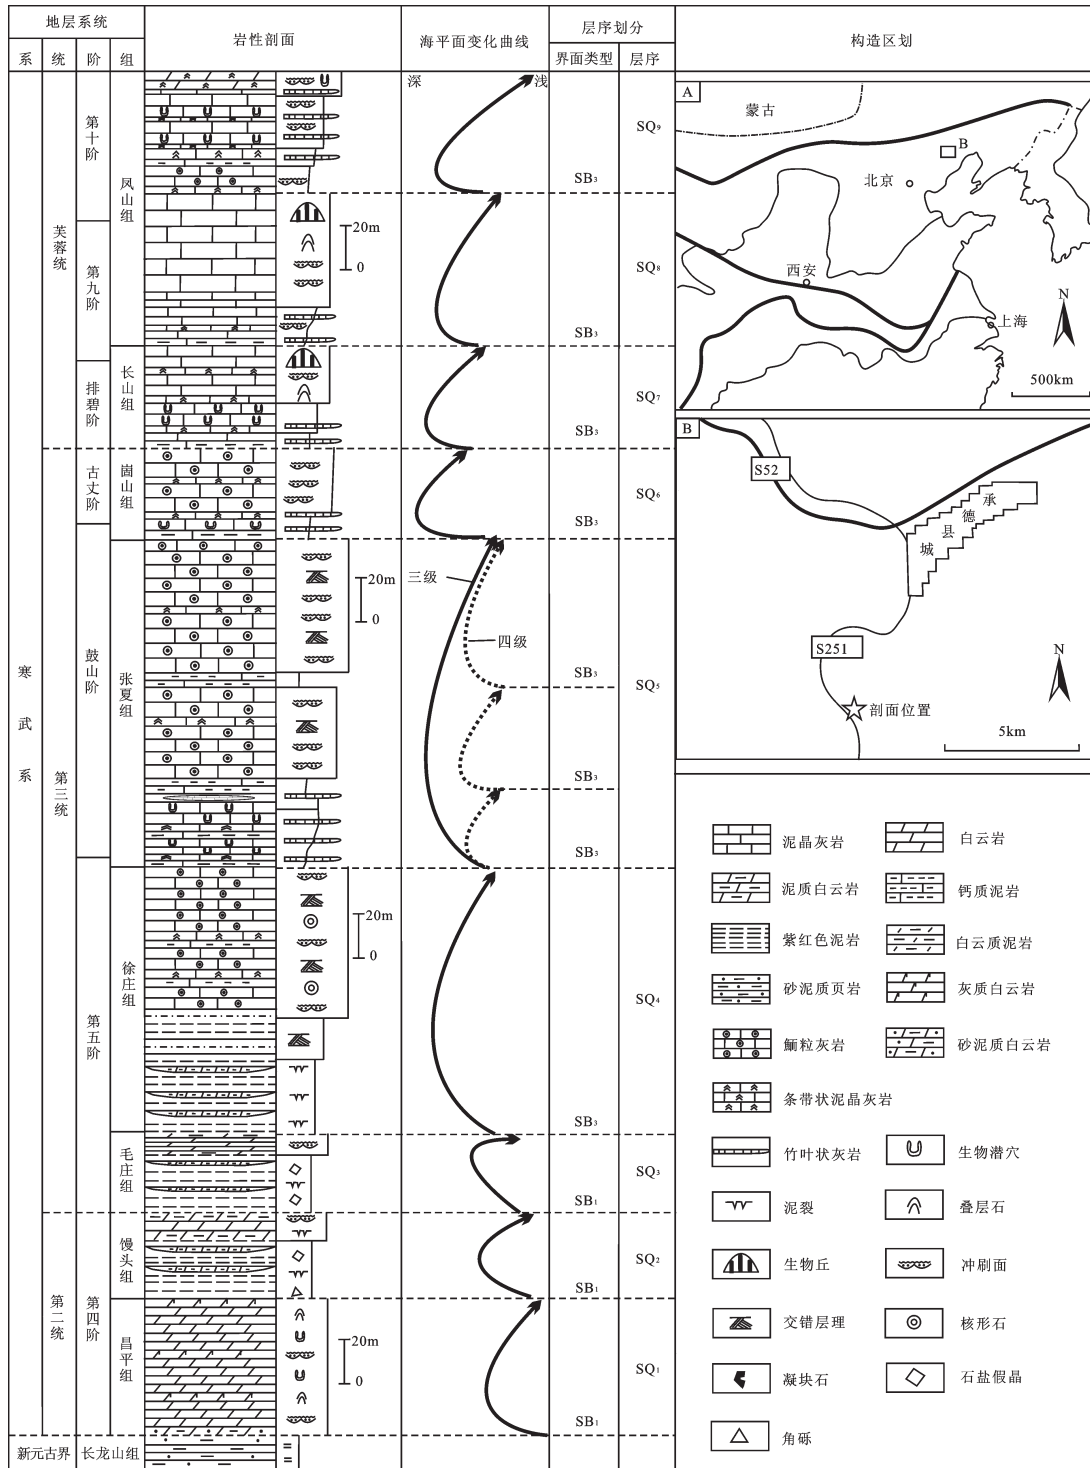 地层系统
岩性剖面
海平面变化曲线
层序划分
构造区划
系
统
阶
组
界面类型
层序
深
浅
寒武系
芙蓉统
第三统
第二统
第十阶
第九阶
排碧阶
古丈阶
鼓山阶
第五阶
第四阶
凤山组
长山组
崮山组
张夏组
徐庄组
毛庄组
馒头组
昌平组
新元古界
长龙山组
20m
0
20m
0
20m
0
20m
0
三级
四级
SB₃
SB₃
SB₃
SB₃
SB₃
SB₃
SB₃
SB₃
SB₁
SB₁
SB₁
SQ₉
SQ₈
SQ₇
SQ₆
SQ₅
SQ₄
SQ₃
SQ₂
SQ₁
A
蒙古
B
北京
西安
上海
N
500km
B
S52
承德县城
S251
N
剖面位置
5km
泥晶灰岩
白云岩
泥质白云岩
钙质泥岩
紫红色泥岩
白云质泥岩
砂泥质页岩
灰质白云岩
鲕粒灰岩
砂泥质白云岩
条带状泥晶灰岩
竹叶状灰岩
生物潜穴
泥裂
叠层石
生物丘
冲刷面
交错层理
核形石
凝块石
石盐假晶
角砾